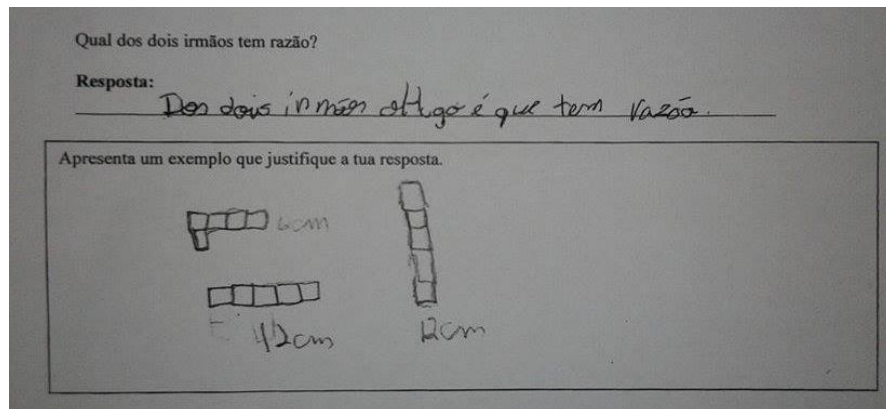 Qual dos dois irmãos tem razão?
Resposta:
Dos dois irmãos o Hugo é que tem razão.
Apresenta um exemplo que justifique a tua resposta.
cm
12cm
12cm